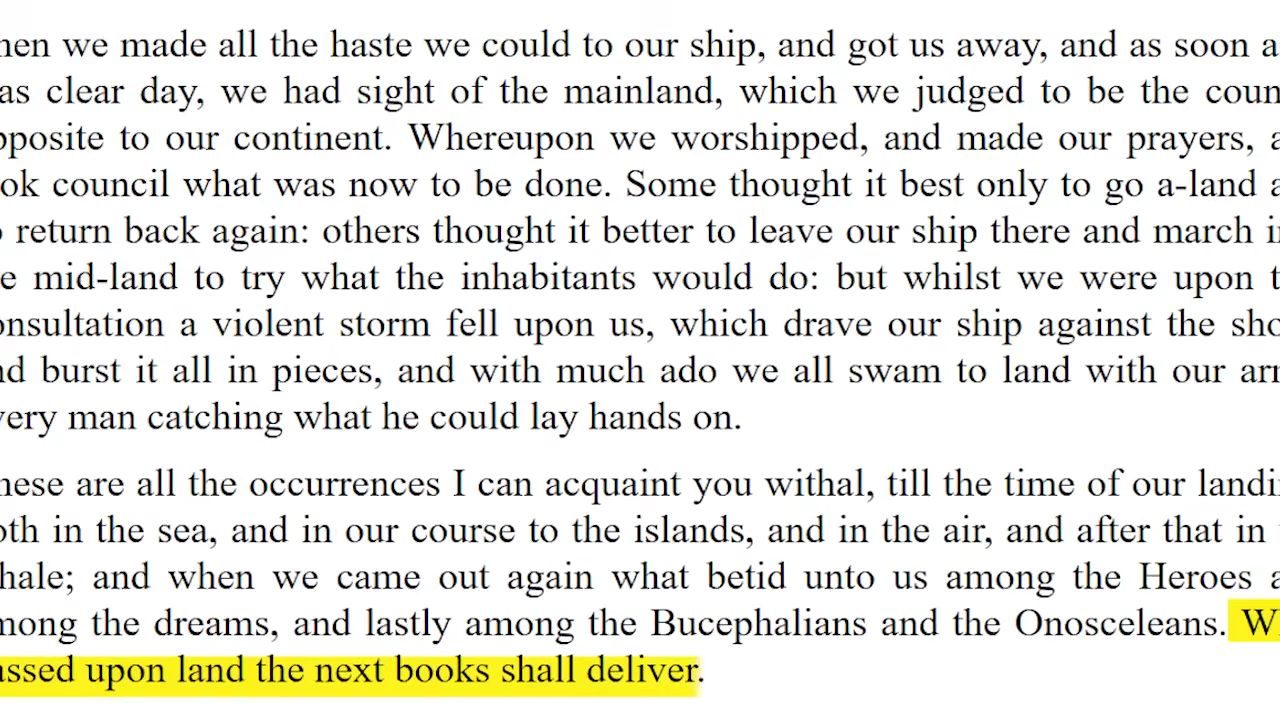 hen we made all the haste we could to our ship, and got us away, and as soon a
as clear day, we had sight of the mainland, which we judged to be the coun
pposite to our continent. Whereupon we worshipped, and made our prayers, a
ok council what was now to be done. Some thought it best only to go a-land a
o return back again: others thought it better to leave our ship there and march i
e mid-land to try what the inhabitants would do: but whilst we were upon t
onsultation a violent storm fell upon us, which drave our ship against the sho
nd burst it all in pieces, and with much ado we all swam to land with our ar
very man catching what he could lay hands on.
hese are all the occurrences I can acquaint you withal, till the time of our landi
oth in the sea, and in our course to the islands, and in the air, and after that in
hale; and when we came out again what betid unto us among the Heroes a
mong the dreams, and lastly among the Bucephalians and the Onosceleans. Wh
assed upon land the next books shall deliver.